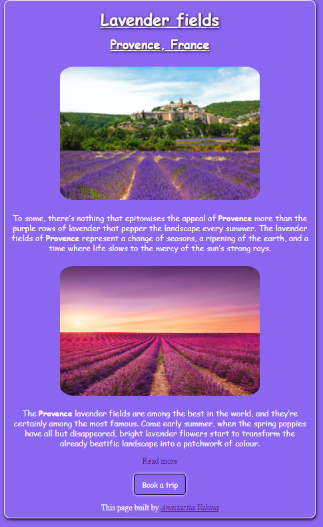 Lavender fields
Provence, France
To some, there's nothing that epitomises the appeal of Provence more than the
purple rows of lavender that pepper the landscape every summer. The lavender
fields of Provence represent a change of seasons, a ripening of the earth, and a
time where life slows to the mercy of the sun's strong rays.
The Provence lavender fields are among the best in the world, and they're
certainly among the most famous. Come early summer, when the spring poppies
have all but disappeared, bright lavender flowers start to transform the
already beatific landscape into a patchwork of colour.
Read more
Book a trip
This page built by Anastasiia